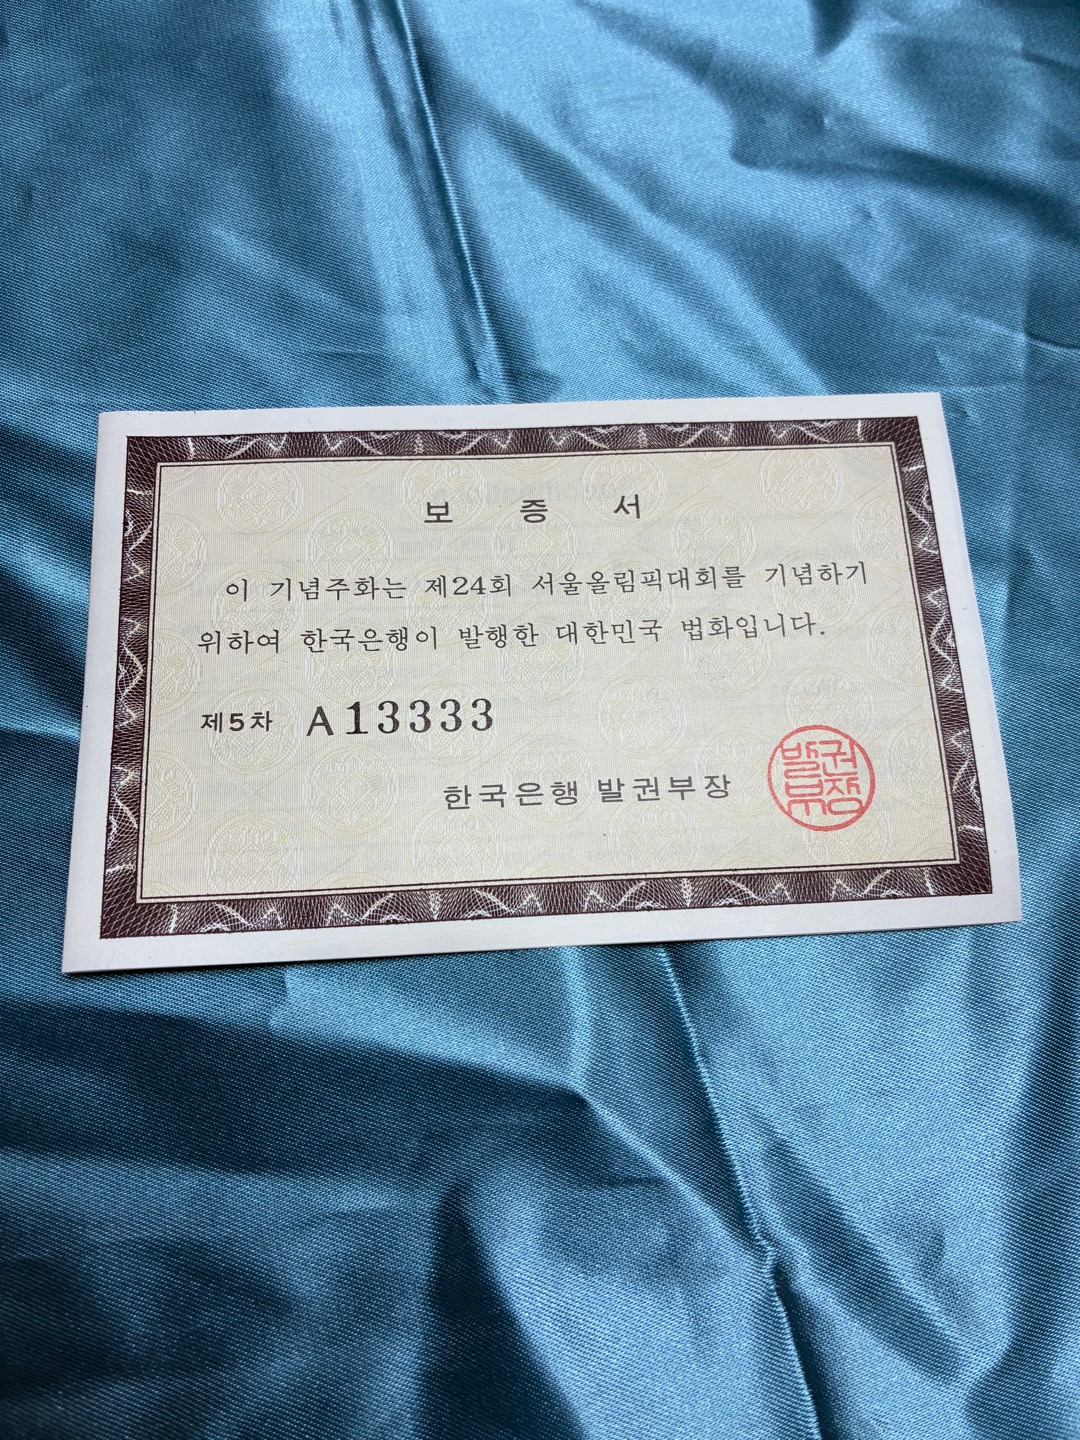 보 증 서
이 기념주화는 제24회 서울올림픽대회를 기념하기
위하여 한국은행이 발행한 대한민국 법화입니다.
제5차 A13333
한국은행 발권부장
발권
부장